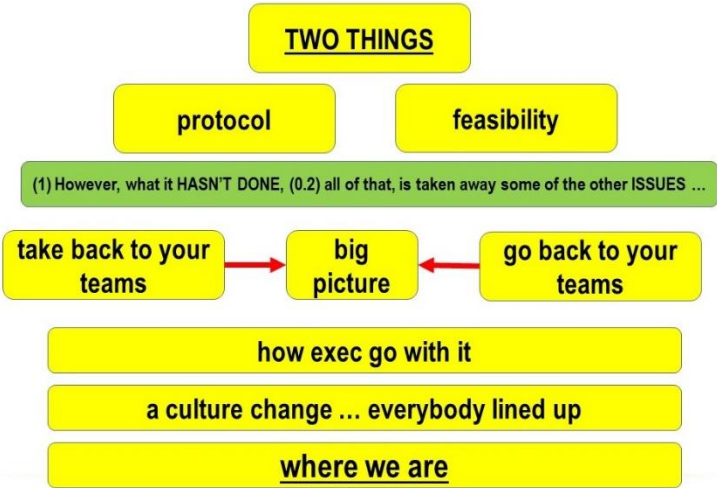 TWO THINGS
protocol
feasibility
(1) However, what it HASN'T DONE, (0.2) all of that, is taken away some of the other ISSUES …
take back to your
teams
big
picture
go back to your
teams
how exec go with it
a culture change … everybody lined up
where we are